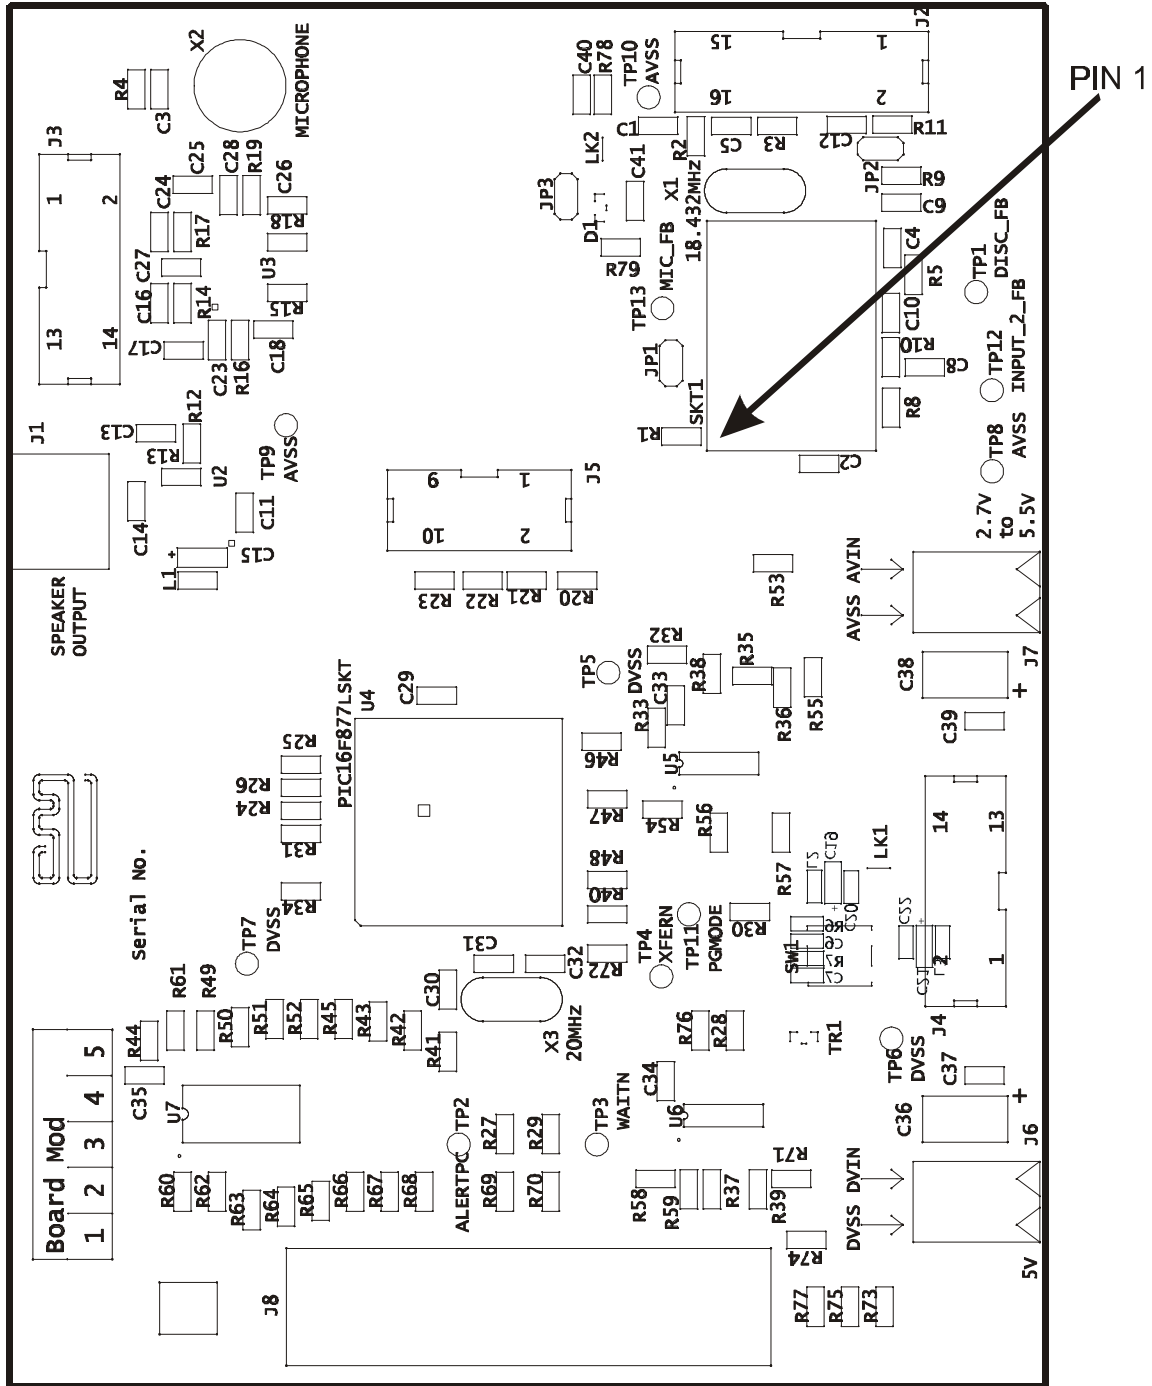 X2
MICROPHONE
R4
C3
C40
R78
TP10
AVSS
J2
15
1
16
2
PIN 1
J3
1
2
13
14
C25
C28
R19
C26
C24
R17
R18
C27
U3
C16
R14
R15
C17
C23
R16
C18
C1
LK2
R2
C5
R3
C12
R11
JP3
C41
X1
18.432MHz
JP2
R9
C9
D1
R79
MIC_FB
TP13
C4
R5
TP1
DISC_FB
C10
R10
C8
TP12
INPUT_2_FB
JP1
SKT1
R8
R1
C2
TP8
AVSS
J1
C13
R12
R13
U2
TP9
AVSS
C14
C11
C15
+
L1
SPEAKER
OUTPUT
J5
9
1
10
2
R23
R22
R21
R20
2.7V
to
5.5V
R53
AVSS AVIN
J7
R32
TP5
DVSS
C33
R38
R35
R33
R36
R55
C38
+
C39
C29
U4
PIC16F877LSKT
R25
R26
R24
R31
R34
R46
U5
R47
R54
R56
R48
R40
R57
L2
C19
LK1
14
13
2
1
J4
Serial No.
TP7
DVSS
C31
C32
R72
TP4
XFERN
TP11
PGMODE
R30
SW1
R6
C6
R7
C7
C20
C22
C21
R61
R49
R44
R50
R51
R52
R45
R43
R42
R41
C30
X3
20MHz
R76
R28
TR1
TP6
DVSS
C37
Board Mod
1
2
3
4
5
C35
U7
TP2
ALERTPC
R27
R29
TP3
WAITN
C34
U6
C36
+
J6
R60
R62
R63
R64
R65
R66
R67
R68
R69
R70
R58
R59
R37
R39
R71
R74
DVSS DVIN
5V
J8
R77
R75
R73